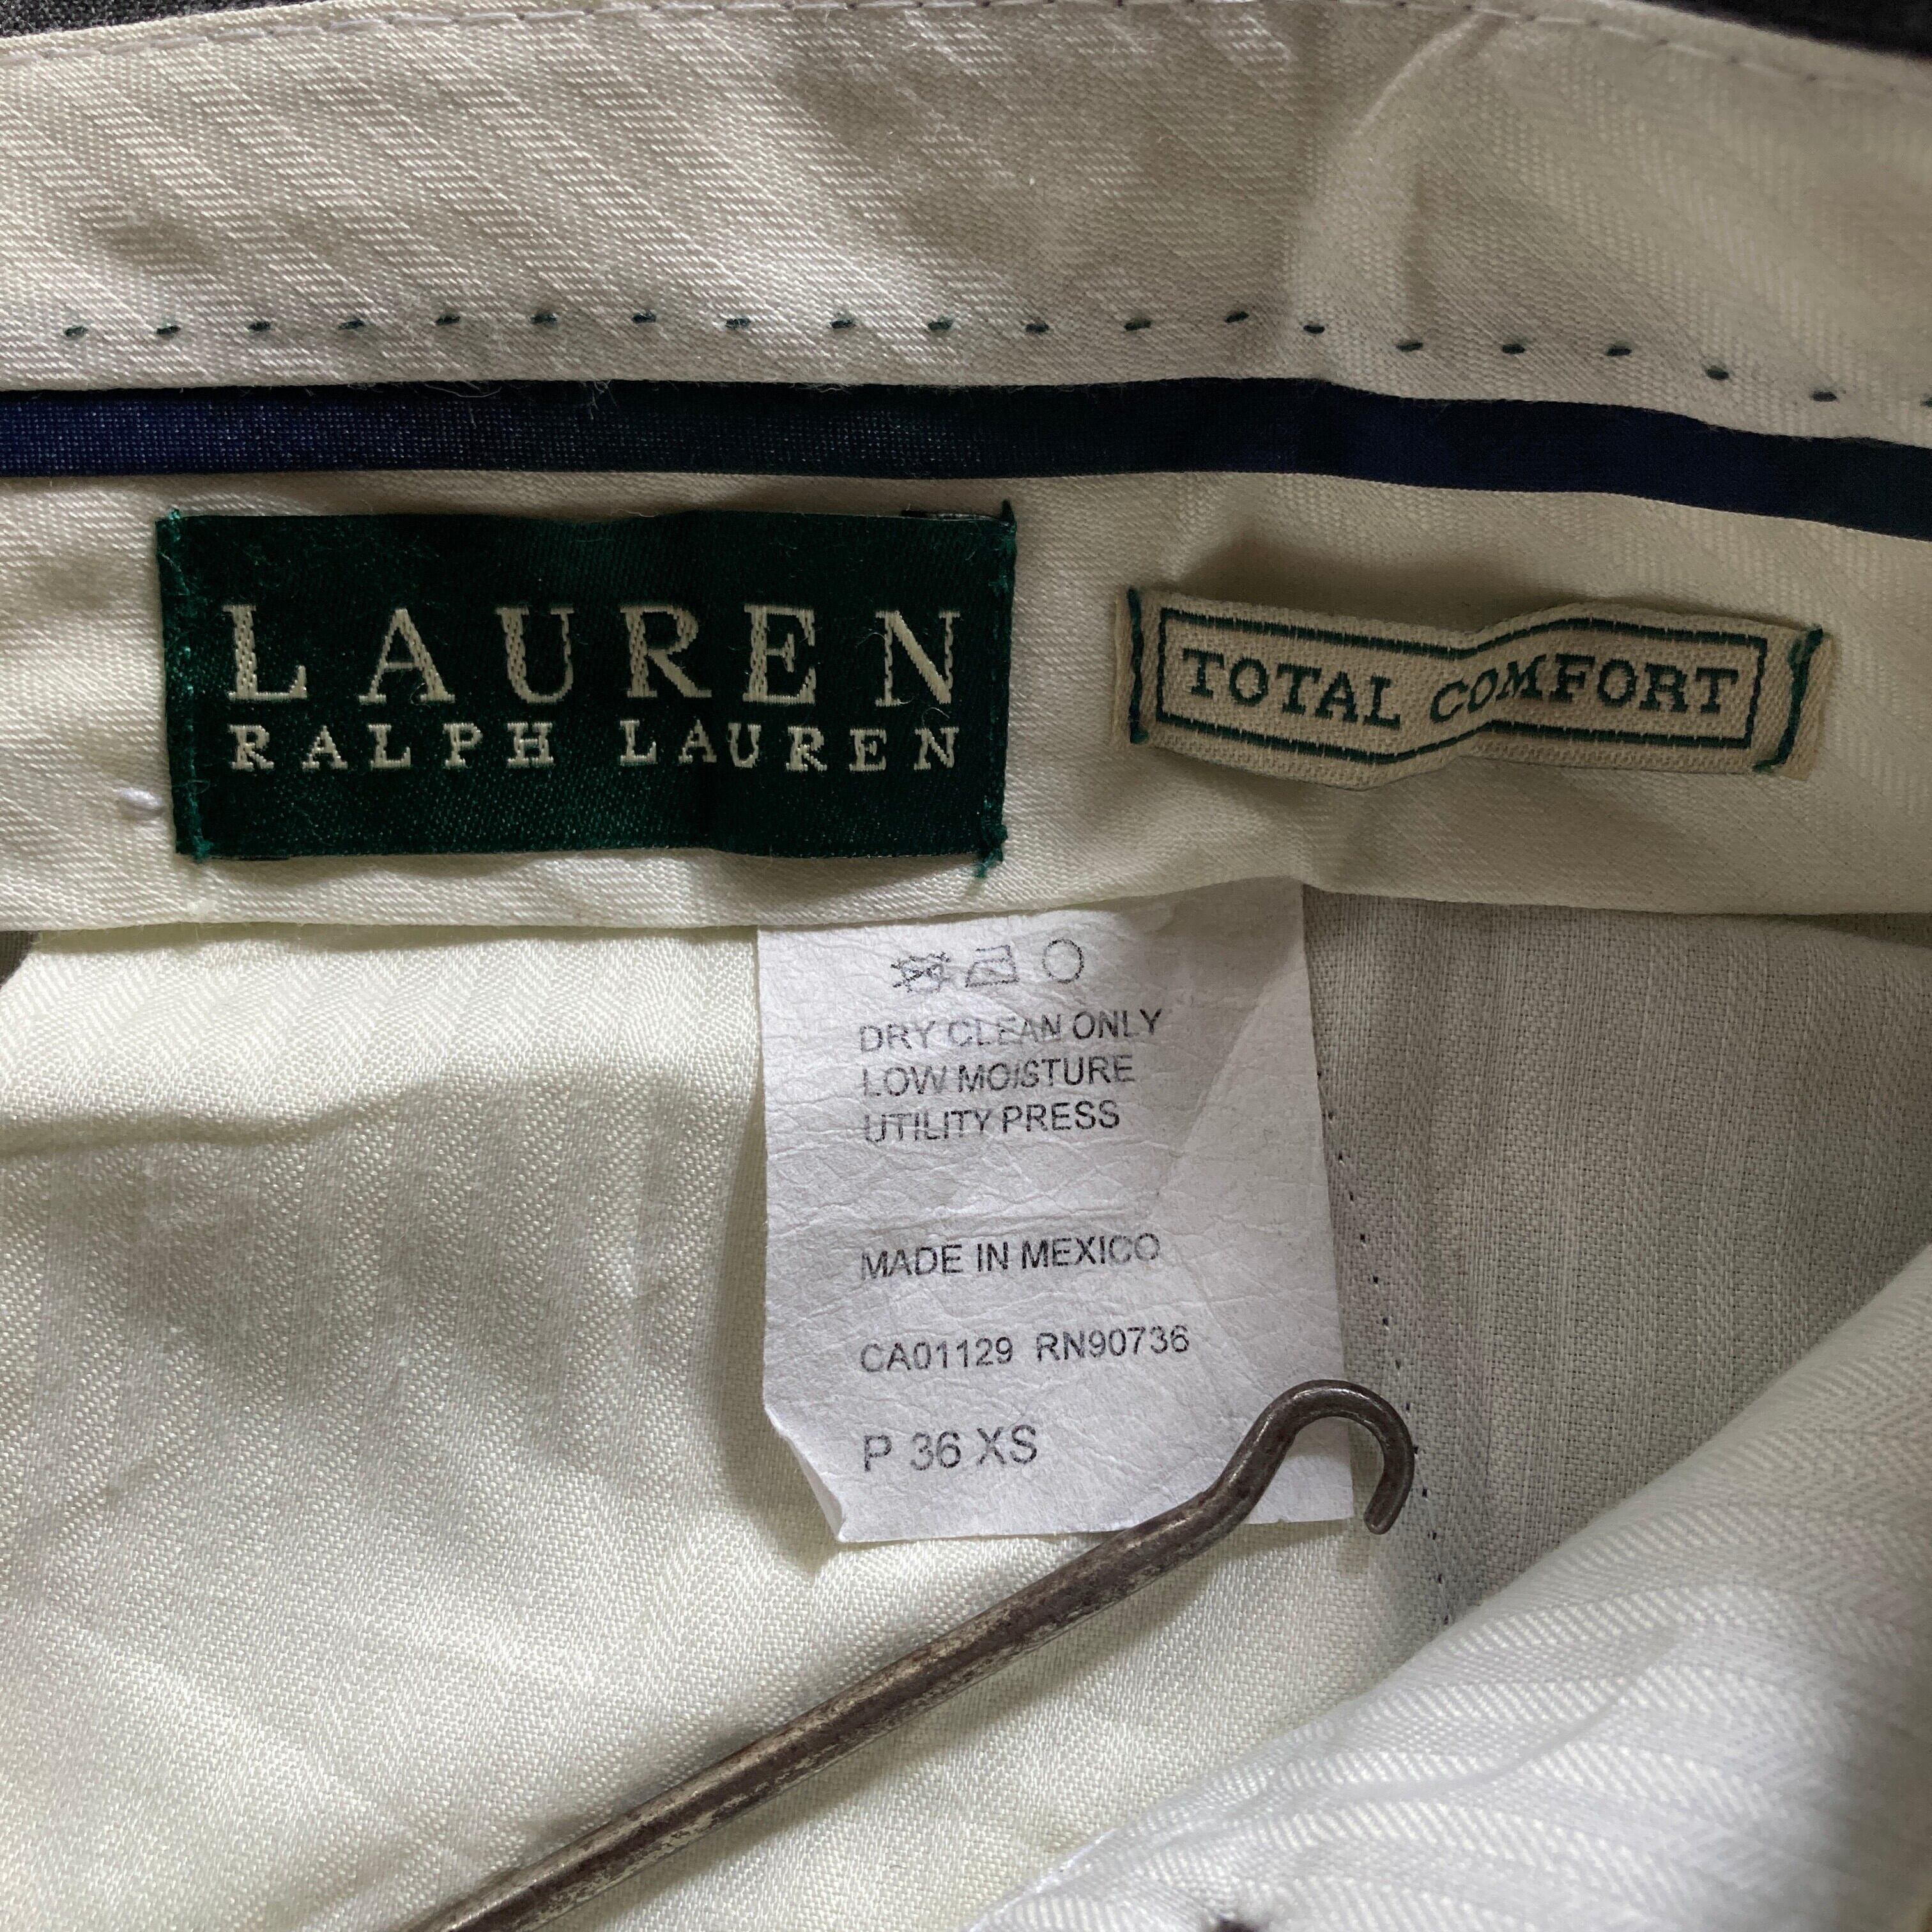 LAUREN
RALPH LAUREN
TOTAL COMFORT
DRY CLEAN ONLY
LOW MOISTURE
UTILITY PRESS
MADE IN MEXICO
CA01129 RN90736
P 36 XS